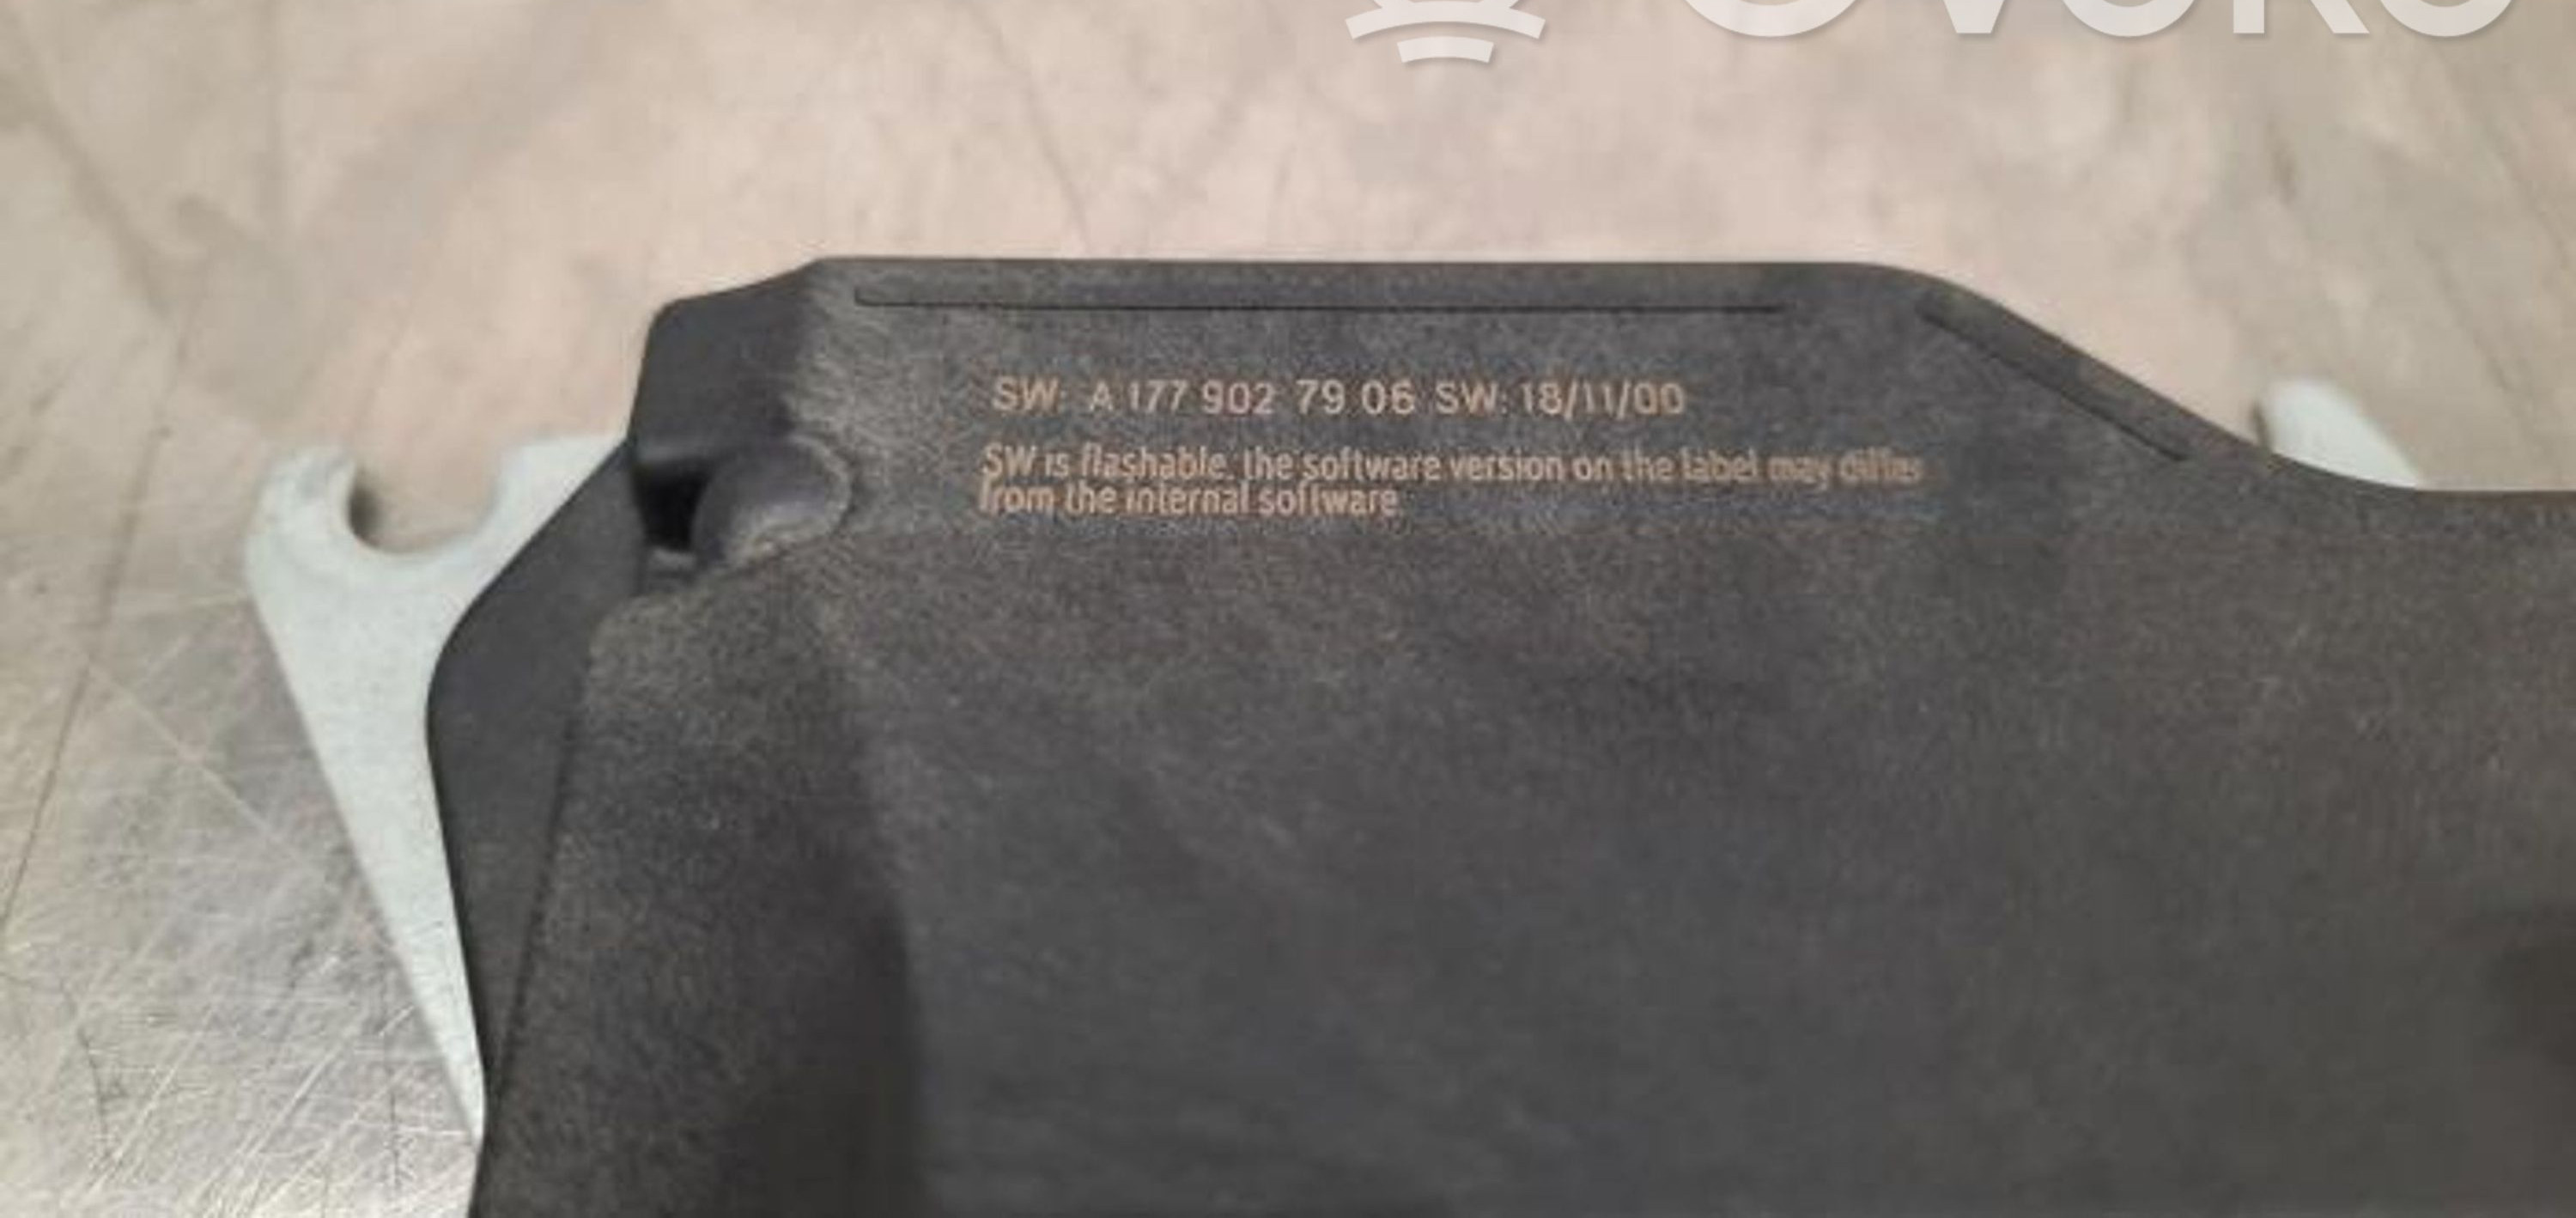 OVOKO
SW: A 177 902 79 06 SW: 18/11/00
SW is flashable, the software version on the label may differ
from the internal software